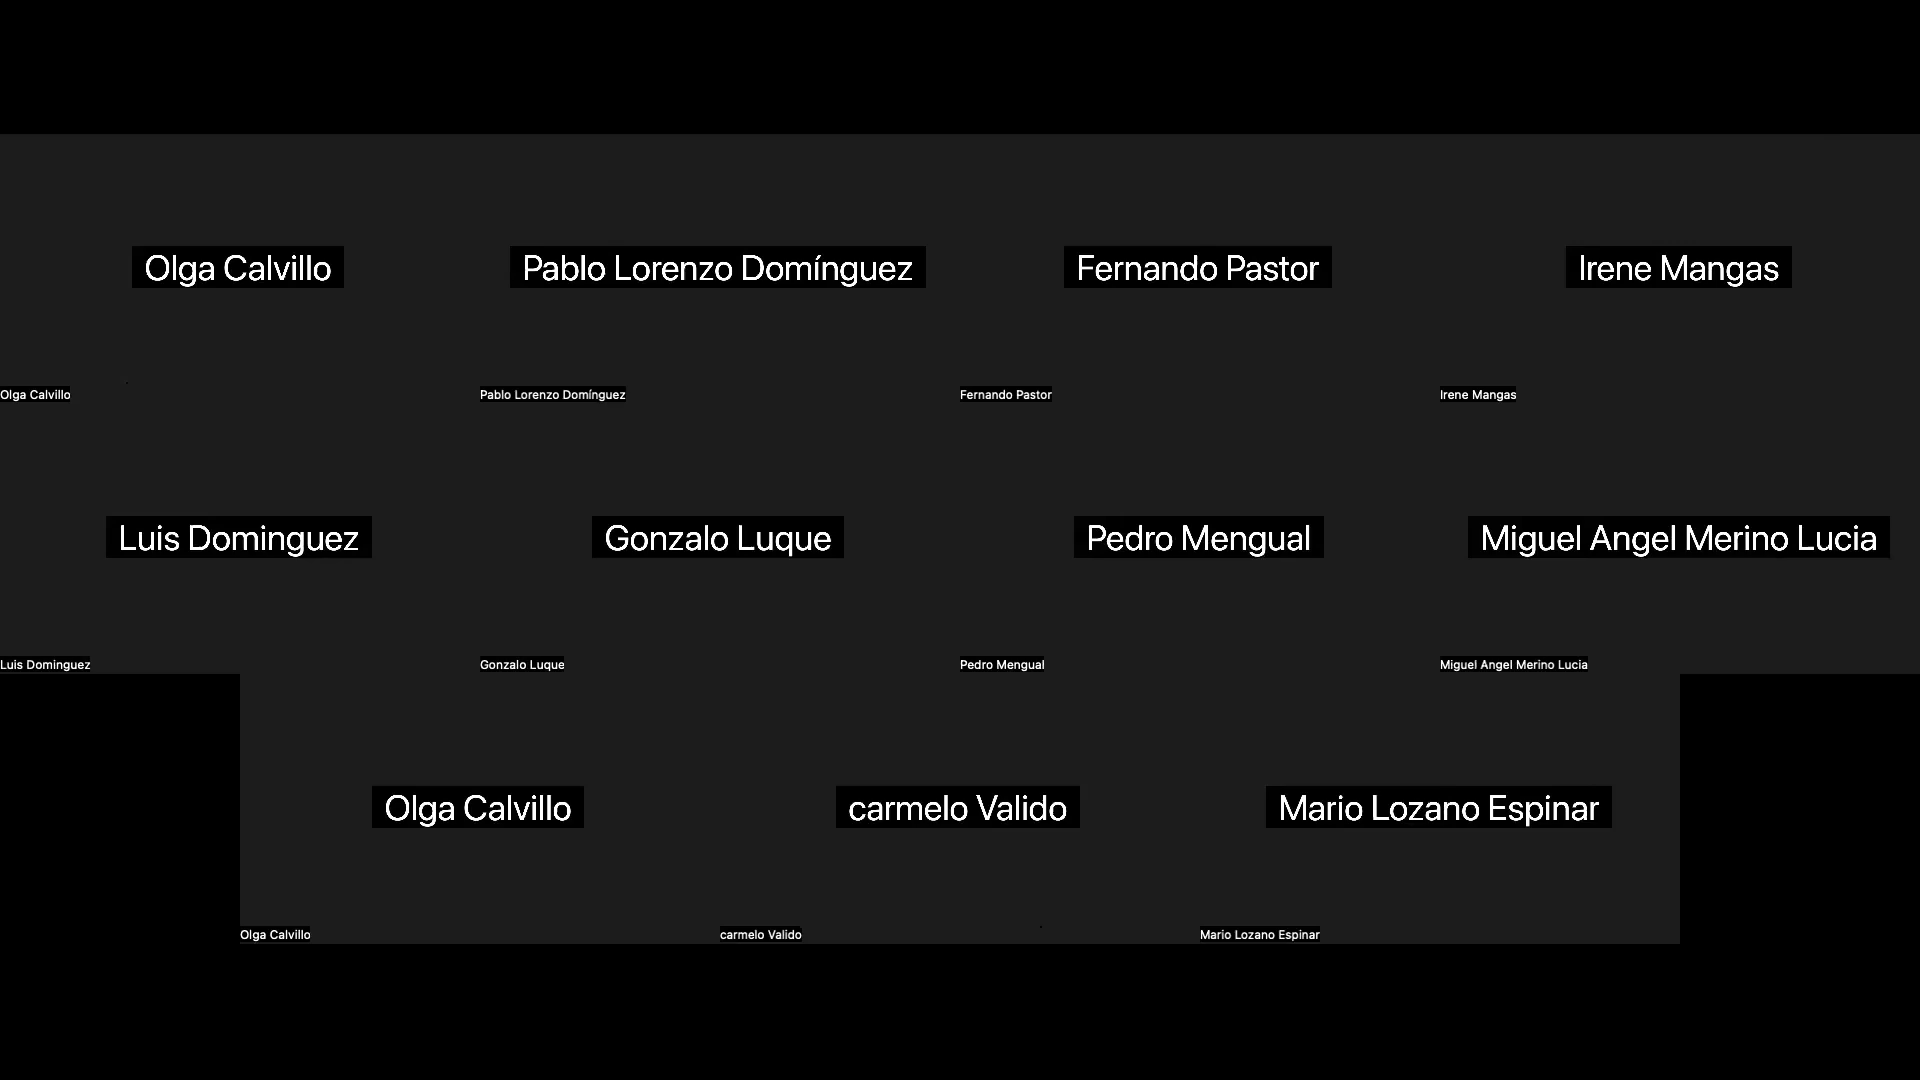 Olga Calvillo
Pablo Lorenzo Domínguez
Fernando Pastor
Irene Mangas
Olga Calvillo
Pablo Lorenzo Domínguez
Fernando Pastor
Irene Mangas
Luis Dominguez
Gonzalo Luque
Pedro Mengual
Miguel Angel Merino Lucia
Luis Dominguez
Gonzalo Luque
Pedro Mengual
Miguel Angel Merino Lucia
Olga Calvillo
carmelo Valido
Mario Lozano Espinar
Olga Calvillo
carmelo Valido
Mario Lozano Espinar